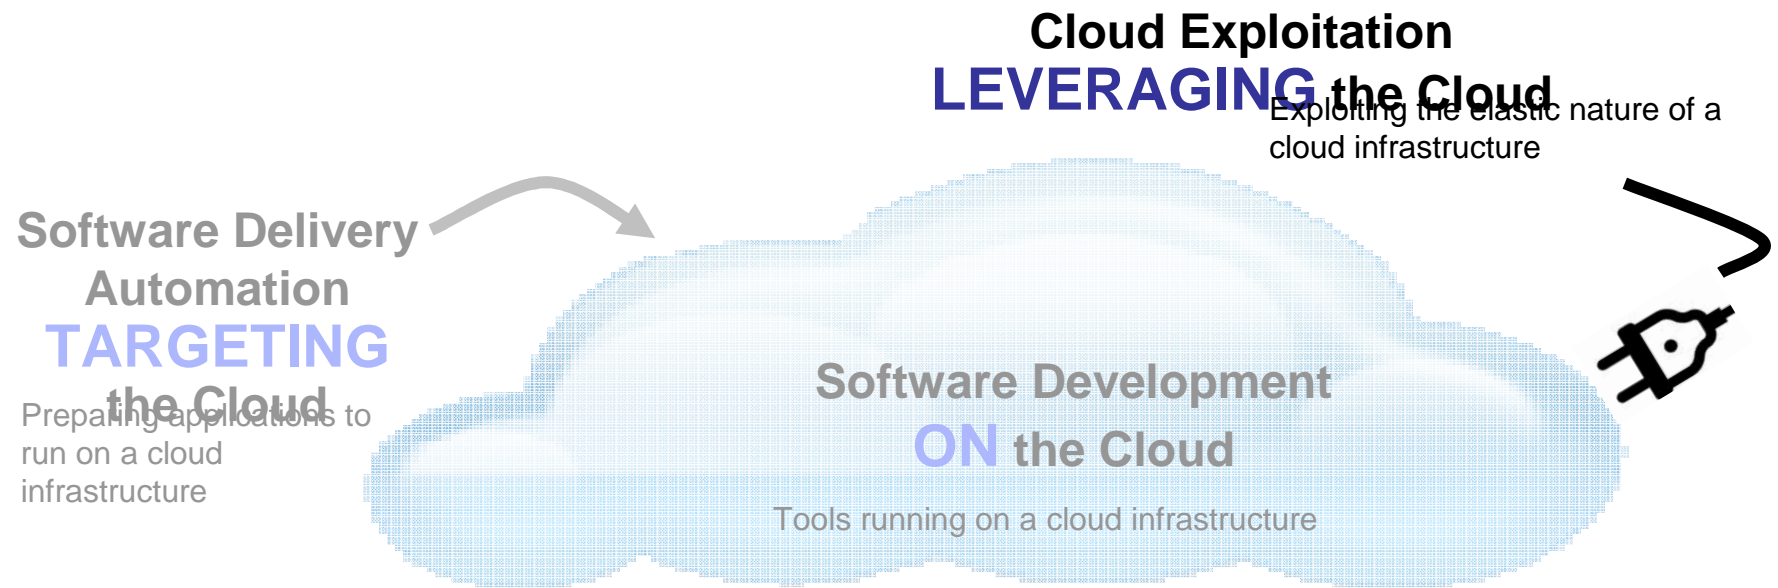 Cloud Exploitation
LEVERAGING the Cloud
Exploiting the elastic nature of a
cloud infrastructure
Software Delivery
Automation
TARGETING
the Cloud
Preparing applications to
run on a cloud
infrastructure
Software Development
ON the Cloud
Tools running on a cloud infrastructure